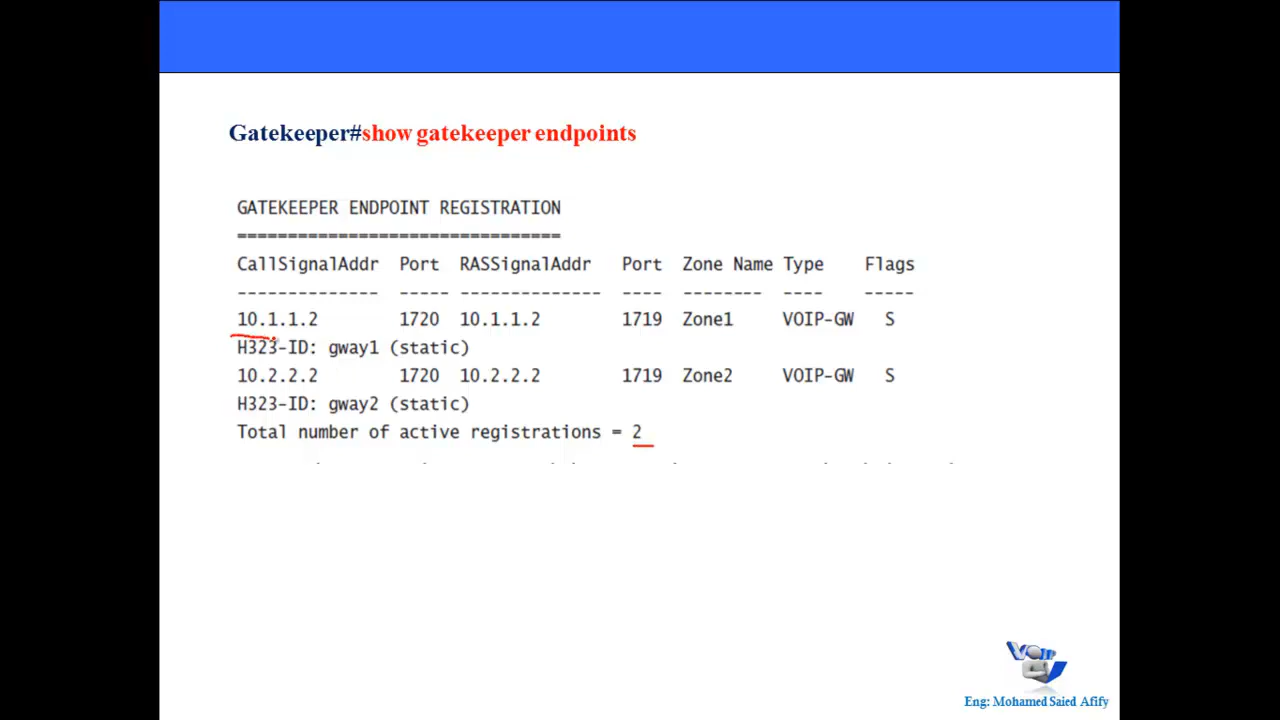 Gatekeeper#show gatekeeper endpoints
GATEKEEPER ENDPOINT REGISTRATION
================================
CallSignalAddr Port RASSignalAddr Port Zone Name Type Flags
-------------- ----- -------------- ---- -------- ---- -----
10.1.1.2 1720 10.1.1.2 1719 Zone1 VOIP-GW S
H323-ID: gway1 (static)
10.2.2.2 1720 10.2.2.2 1719 Zone2 VOIP-GW S
H323-ID: gway2 (static)
Total number of active registrations = 2
Eng: Mohamed Saied Afify